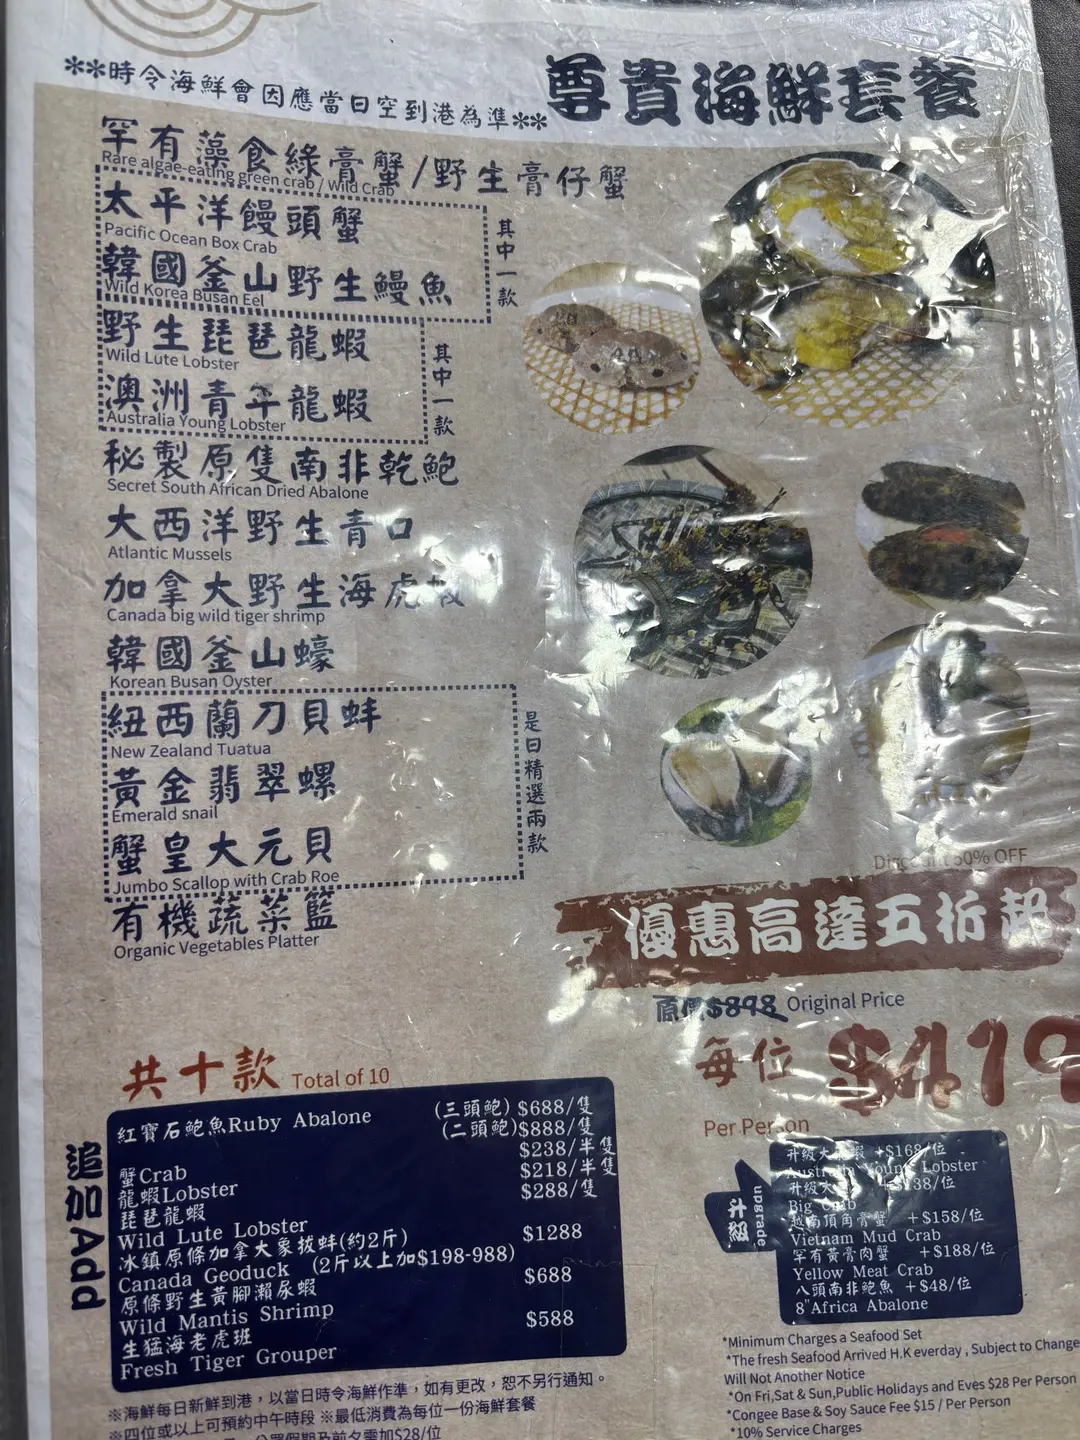 **時令海鮮會因應當日空到港為準**
尊貴海鮮套餐
罕有藻食綠膏蟹/野生膏仔蟹
Rare algae-eating green crab / Wild Crab
太平洋饅頭蟹
Pacific Ocean Box Crab
韓國釜山野生鰻魚
Wild Korea Busan Eel
其中一款
野生琵琶龍蝦
Wild Lute Lobster
澳洲青年龍蝦
Australia Young Lobster
其中一款
秘製原隻南非乾鮑
Secret South African Dried Abalone
大西洋野生青口
Atlantic Mussels
加拿大野生海虎蝦
Canada big wild tiger shrimp
韓國釜山蠔
Korean Busan Oyster
紐西蘭刀貝蚌
New Zealand Tuatua
黃金翡翠螺
Emerald snail
蟹皇大元貝
Jumbo Scallop with Crab Roe
是日精選兩款
有機蔬菜籃
Organic Vegetables Platter
Discount 50% OFF
優惠高達五折起
原價$898 Original Price
每位 $419
Per Person
共十款 Total of 10
追加Add
紅寶石鮑魚Ruby Abalone (三頭鮑) $688/隻
(二頭鮑)$888/隻
蟹Crab $238/半隻
龍蝦Lobster $218/半隻
琵琶龍蝦 $288/隻
Wild Lute Lobster
冰鎮原條加拿大象拔蚌(約2斤) $1288
Canada Geoduck (2斤以上加$198-988)
原條野生黃腳瀨尿蝦 $688
Wild Mantis Shrimp
生猛海老虎班 $588
Fresh Tiger Grouper
升級
upgrade
升級大 +$168/位
Australia Young Lobster
升級大 38/位
Big Crab
越南頂角膏蟹 +$158/位
Vietnam Mud Crab
罕有黃膏肉蟹 +$188/位
Yellow Meat Crab
八頭南非鮑魚 +$48/位
8"Africa Abalone
*Minimum Charges a Seafood Set
*The fresh Seafood Arrived H.K everday , Subject to Change
Will Not Another Notice
*On Fri,Sat & Sun,Public Holidays and Eves $28 Per Person
*Congee Base & Soy Sauce Fee $15 / Per Person
*10% Service Charges
※海鮮每日新鮮到港，以當日時令海鮮作準，如有更改，恕不另行通知。
※四位或以上可預約中午時段 ※最低消費為每位一份海鮮套餐
公眾假期及前夕需加$28/位